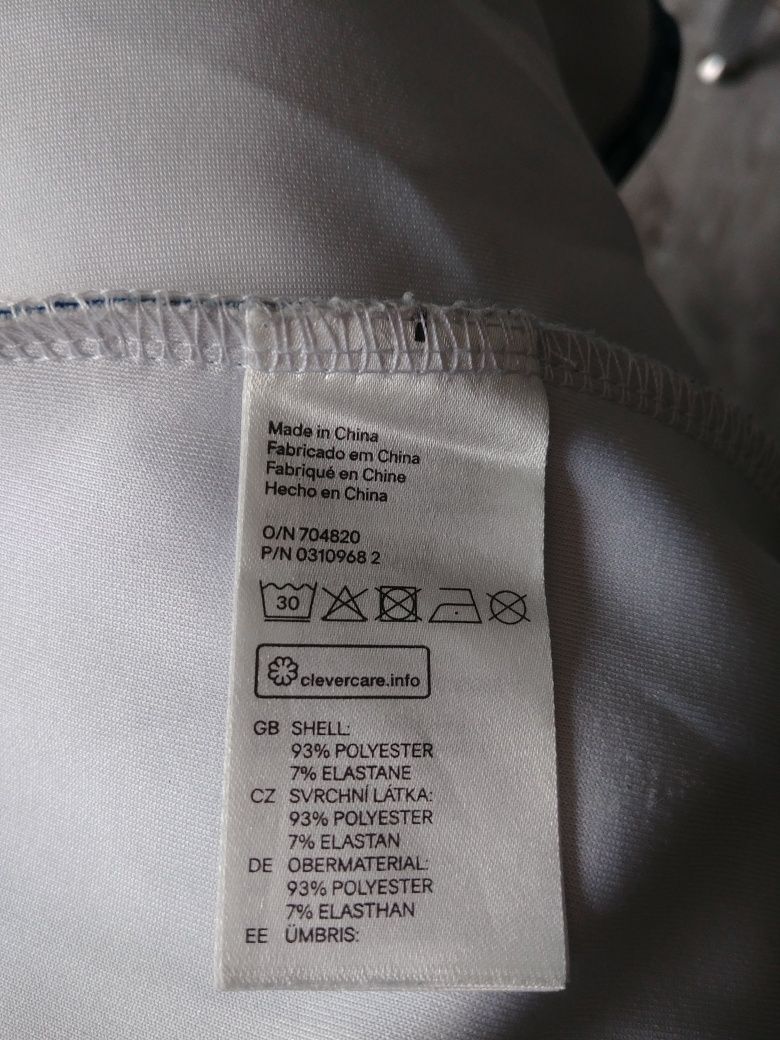 Made in China
Fabricado em China
Fabriqué en Chine
Hecho en China
O/N 704820
P/N 0310968 2
30
clevercare.info
GB SHELL:
93% POLYESTER
7% ELASTANE
CZ SVRCHNÍ LÁTKA:
93% POLYESTER
7% ELASTAN
DE OBERMATERIAL:
93% POLYESTER
7% ELASTHAN
EE ÜMBRIS: